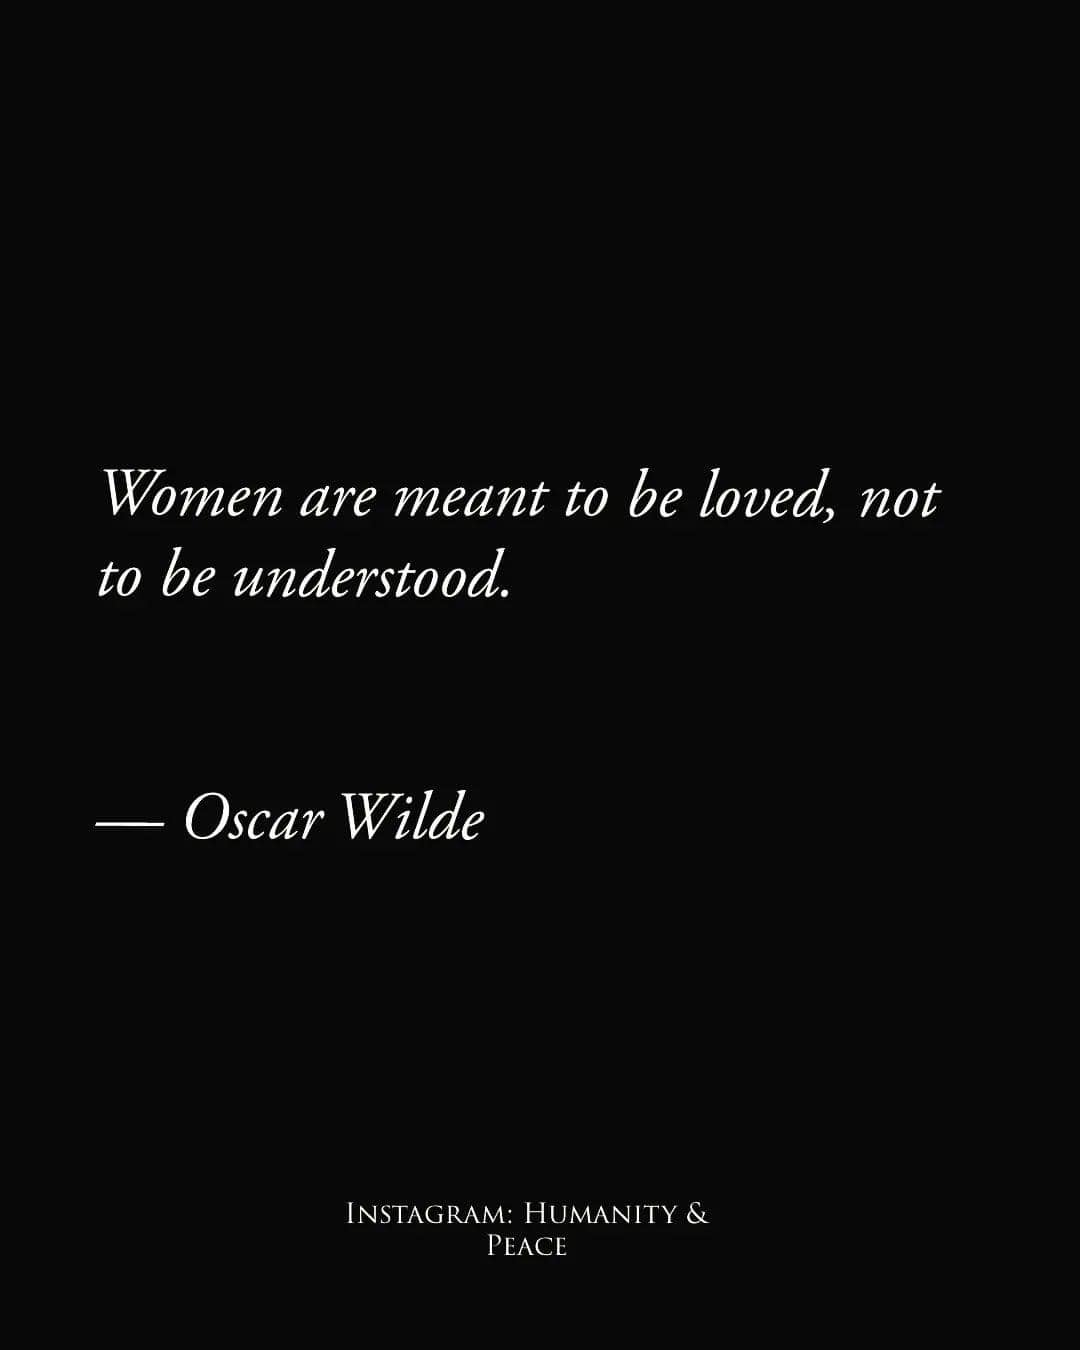 Women are meant to be loved, not
to be understood.
— Oscar Wilde
INSTAGRAM: HUMANITY &
PEACE